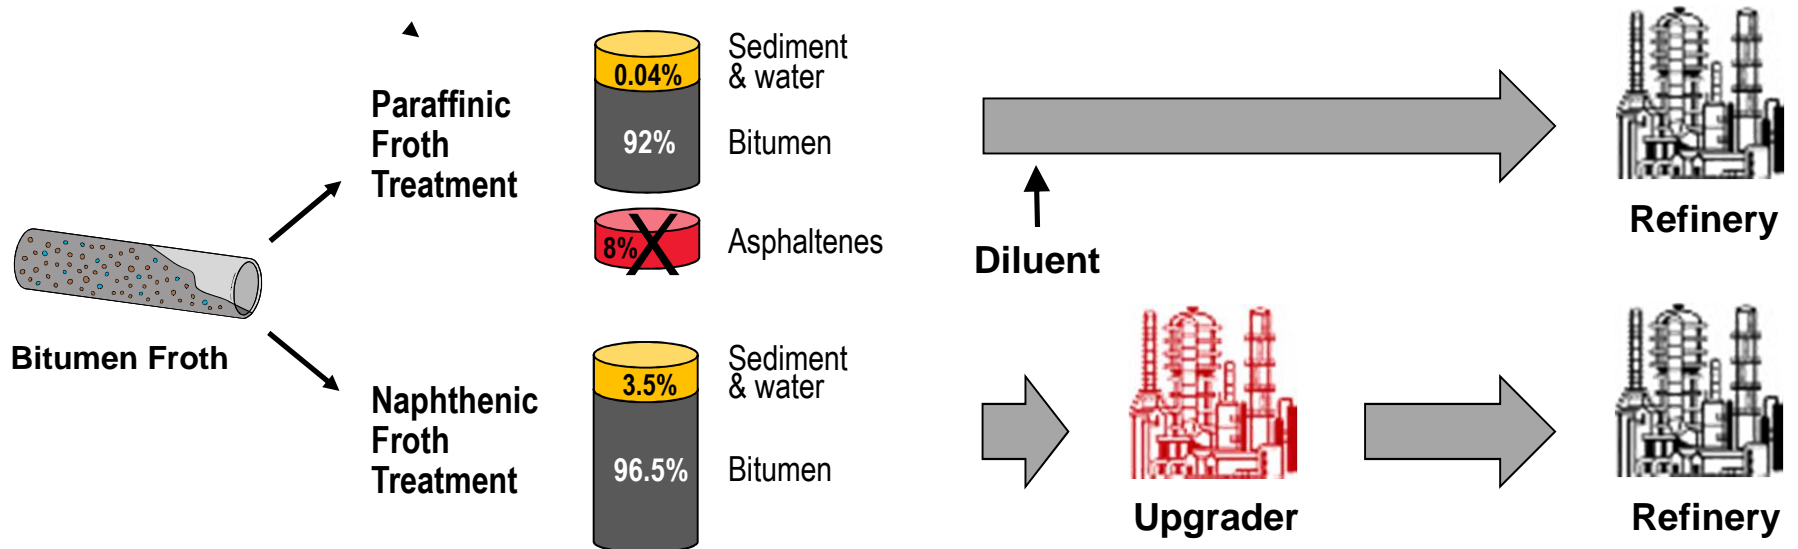 Paraffinic
Froth
Treatment
0.04%
Sediment
& water
92%
Bitumen
8%
X
Asphaltenes
Diluent
Refinery
Bitumen Froth
Naphthenic
Froth
Treatment
3.5%
Sediment
& water
96.5%
Bitumen
Upgrader
Refinery